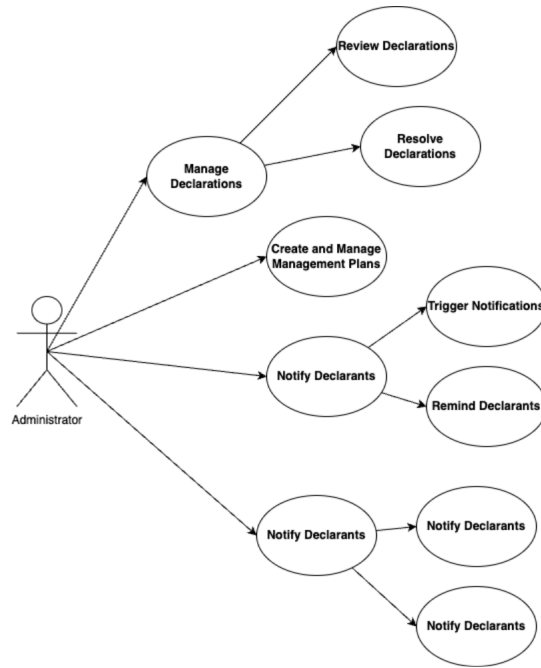 Review Declarations
Resolve
Declarations
Manage
Declarations
Create and Manage
Management Plans
Trigger Notifications
Notify Declarants
Remind Declarants
Administrator
Notify Declarants
Notify Declarants
Notify Declarants